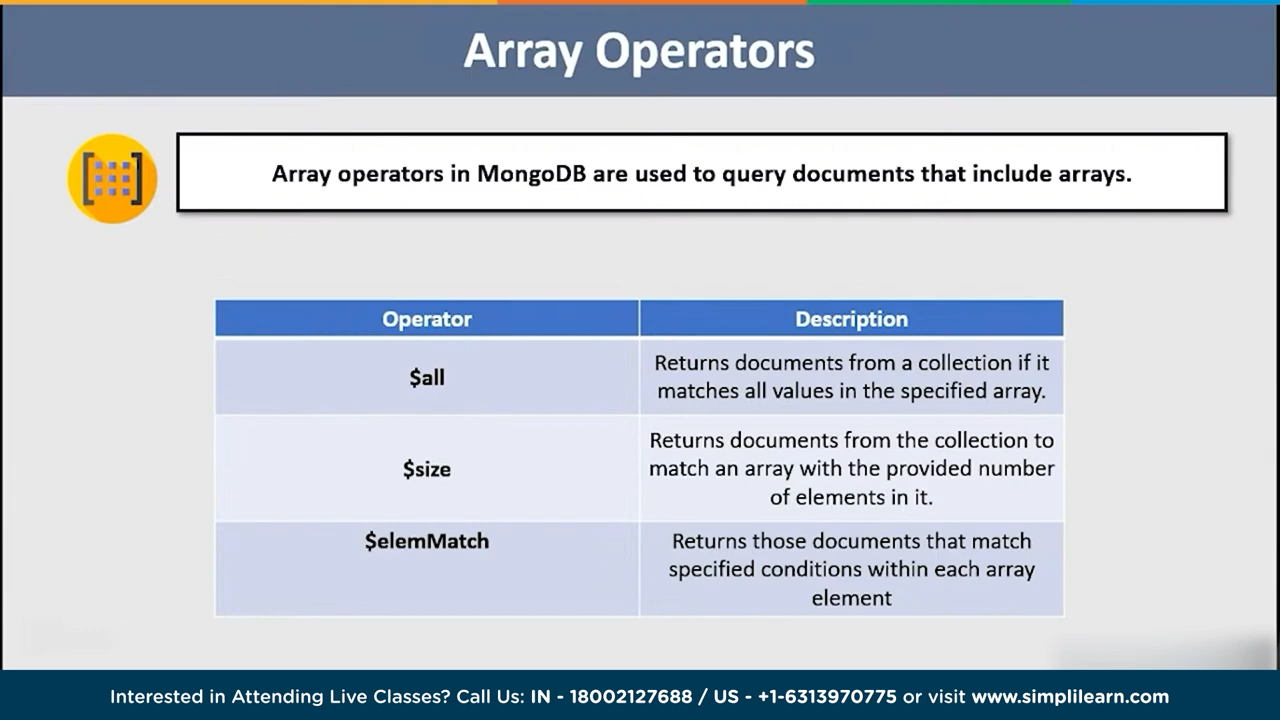 Array Operators
Array operators in MongoDB are used to query documents that include arrays.
Operator
Description
$all
Returns documents from a collection if it
matches all values in the specified array.
$size
Returns documents from the collection to
match an array with the provided number
of elements in it.
$elemMatch
Returns those documents that match
specified conditions within each array
element
Interested in Attending Live Classes? Call Us: IN - 18002127688 / US - +1-6313970775 or visit www.simplilearn.com